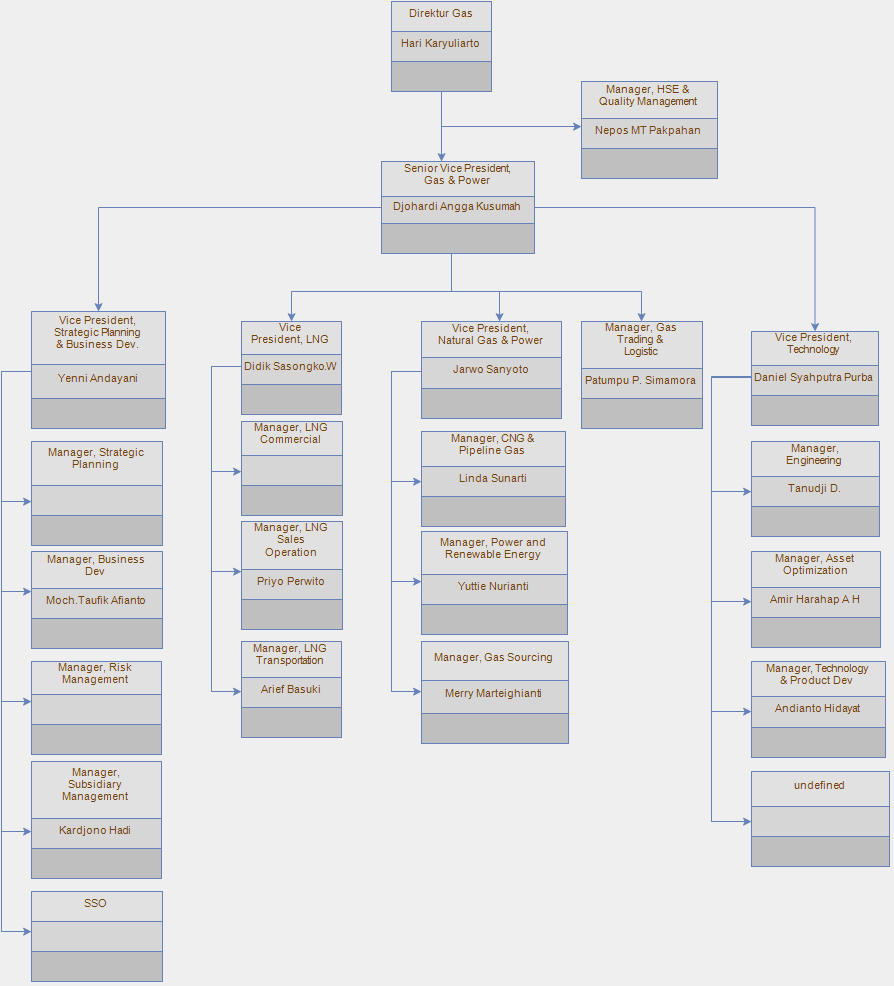 Direktur Gas
Hari Karyuliarto
Manager, HSE &
Quality Management
Nepos MT Pakpahan
Senior Vice President,
Gas & Power
Djohardi Angga Kusumah
Vice President,
Strategic Planning
& Business Dev.
Yenni Andayani
Manager, Strategic
Planning
Manager, Business
Dev
Moch.Taufik Afianto
Manager, Risk
Management
Manager,
Subsidiary
Management
Kardjono Hadi
SSO
Vice
President, LNG
Didik Sasongko.W
Manager, LNG
Commercial
Manager, LNG
Sales
Operation
Priyo Perwito
Manager, LNG
Transportation
Arief Basuki
Vice President,
Natural Gas & Power
Jarwo Sanyoto
Manager, CNG &
Pipeline Gas
Linda Sunarti
Manager, Power and
Renewable Energy
Yuttie Nurianti
Manager, Gas Sourcing
Merry Marteighianti
Manager, Gas
Trading &
Logistic
Patumpu P. Simamora
Vice President,
Technology
Daniel Syahputra Purba
Manager,
Engineering
Tanudji D.
Manager, Asset
Optimization
Amir Harahap A H
Manager, Technology
& Product Dev
Andianto Hidayat
undefined